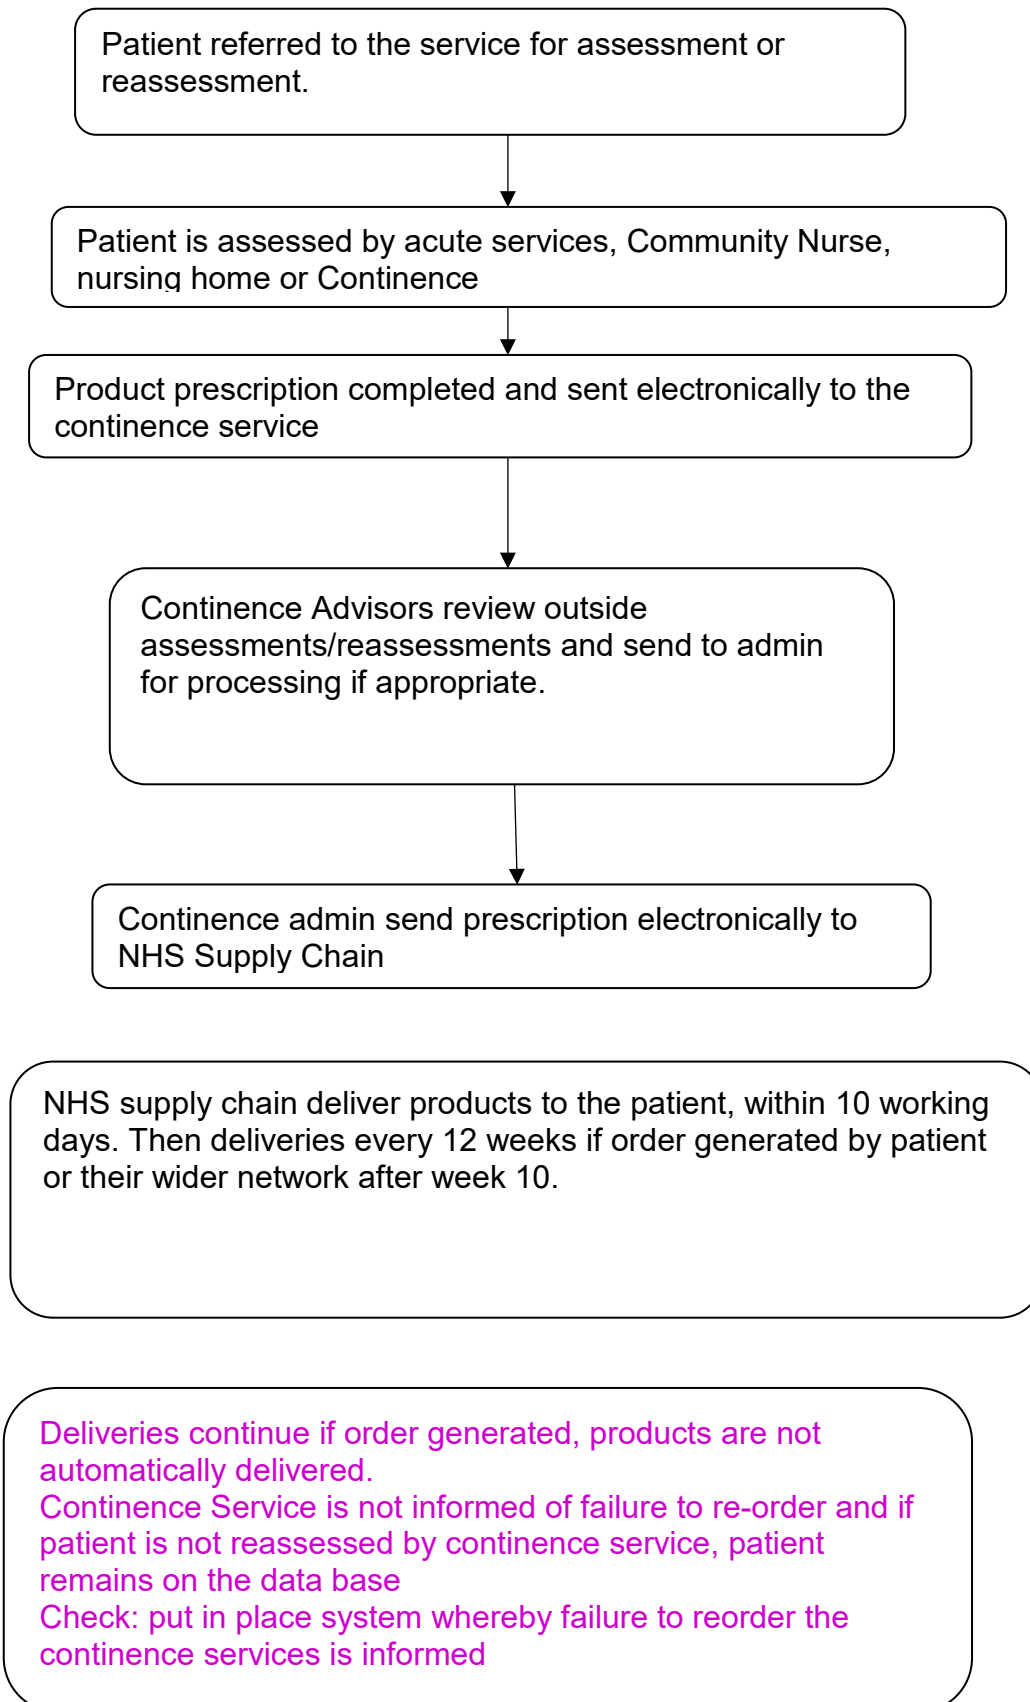 Patient referred to the service for assessment or
reassessment.
Patient is assessed by acute services, Community Nurse,
nursing home or Continence
Product prescription completed and sent electronically to the
continence service
Continence Advisors review outside
assessments/reassessments and send to admin
for processing if appropriate.
Continence admin send prescription electronically to
NHS Supply Chain
NHS supply chain deliver products to the patient, within 10 working
days. Then deliveries every 12 weeks if order generated by patient
or their wider network after week 10.
Deliveries continue if order generated, products are not
automatically delivered.
Continence Service is not informed of failure to re-order and if
patient is not reassessed by continence service, patient
remains on the data base
Check: put in place system whereby failure to reorder the
continence services is informed